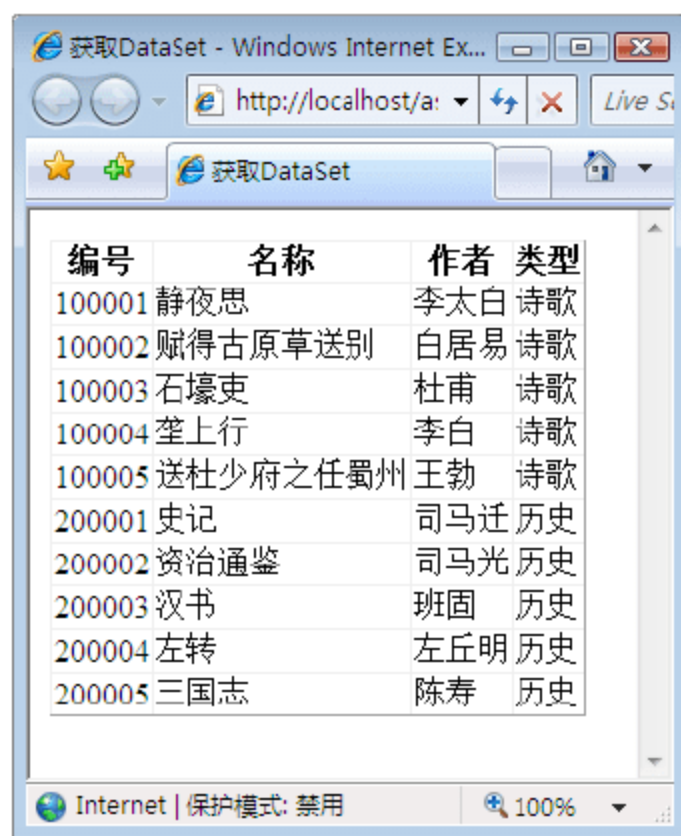 获取DataSet - Windows Internet Ex...
http://localhost/a: Live S
获取DataSet
编号 名称 作者 类型
100001 静夜思 李太白 诗歌
100002 赋得古原草送别 白居易 诗歌
100003 石壕吏 杜甫 诗歌
100004 垄上行 李白 诗歌
100005 送杜少府之任蜀州 王勃 诗歌
200001 史记 司马迁 历史
200002 资治通鉴 司马光 历史
200003 汉书 班固 历史
200004 左转 左丘明 历史
200005 三国志 陈寿 历史
Internet | 保护模式: 禁用 100%